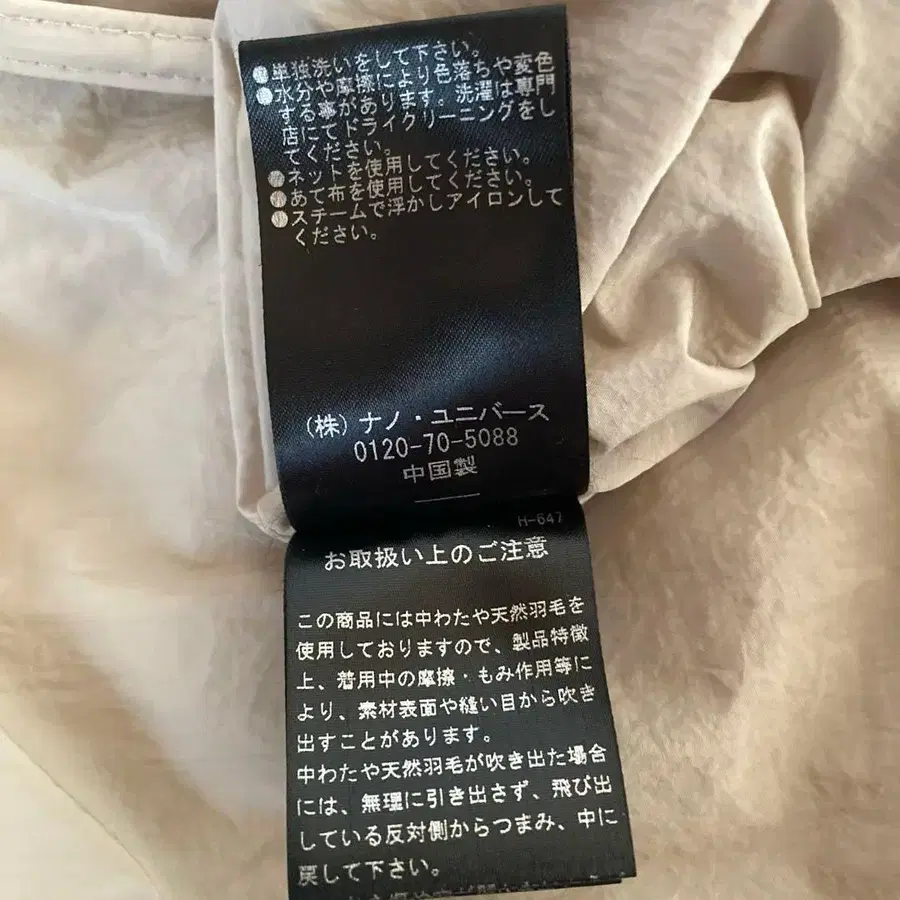 ●単独洗いをして下さい。
●水分や摩擦により色落ちや変色
する事があります。洗濯は専門
店にてドライクリーニングをし
てください。
●ネットを使用してください。
●あて布を使用してください。
●スチームで浮かしアイロンして
ください。
(株)ナノ・ユニバース
0120-70-5088
中国製
H-647
お取扱い上のご注意
この商品には中わたや天然羽毛を
使用しておりますので、製品特徴
上、着用中の摩擦・もみ作用等に
より、素材表面や縫い目から吹き
出すことがあります。
中わたや天然羽毛が吹き出た場合
には、無理に引き出さず、飛び出
している反対側からつまみ、中に
戻して下さい。